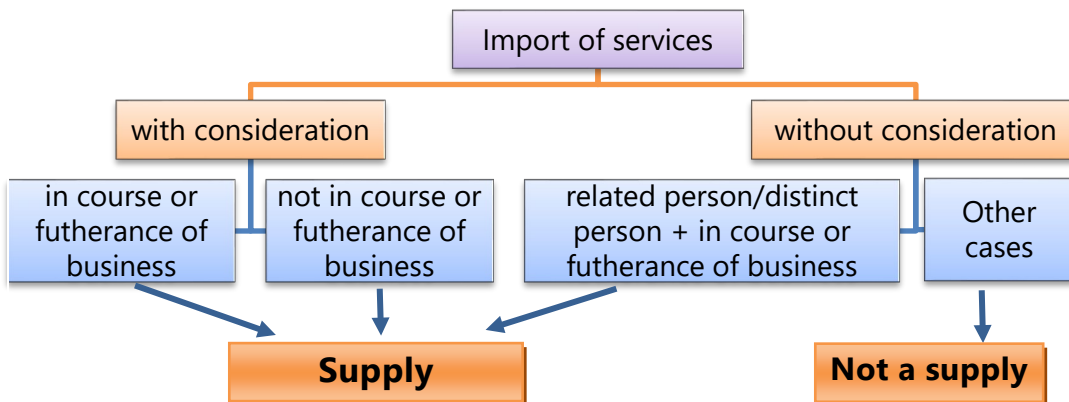 Import of services
with consideration
without consideration
in course or
futherance of
business
not in course or
futherance of
business
related person/distinct
person + in course or
futherance of business
Other
cases
Supply
Not a supply